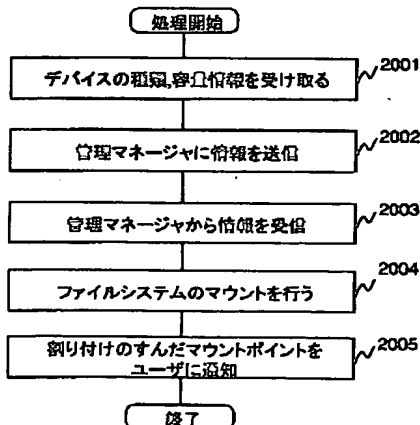 処理開始
デバイスの種類,容量情報を受け取る
2001
管理マネージャに情報を送信
2002
管理マネージャから情報を受信
2003
ファイルシステムのマウントを行う
2004
割り付けのすんだマウントポイントを
ユーザに通知
2005
終了